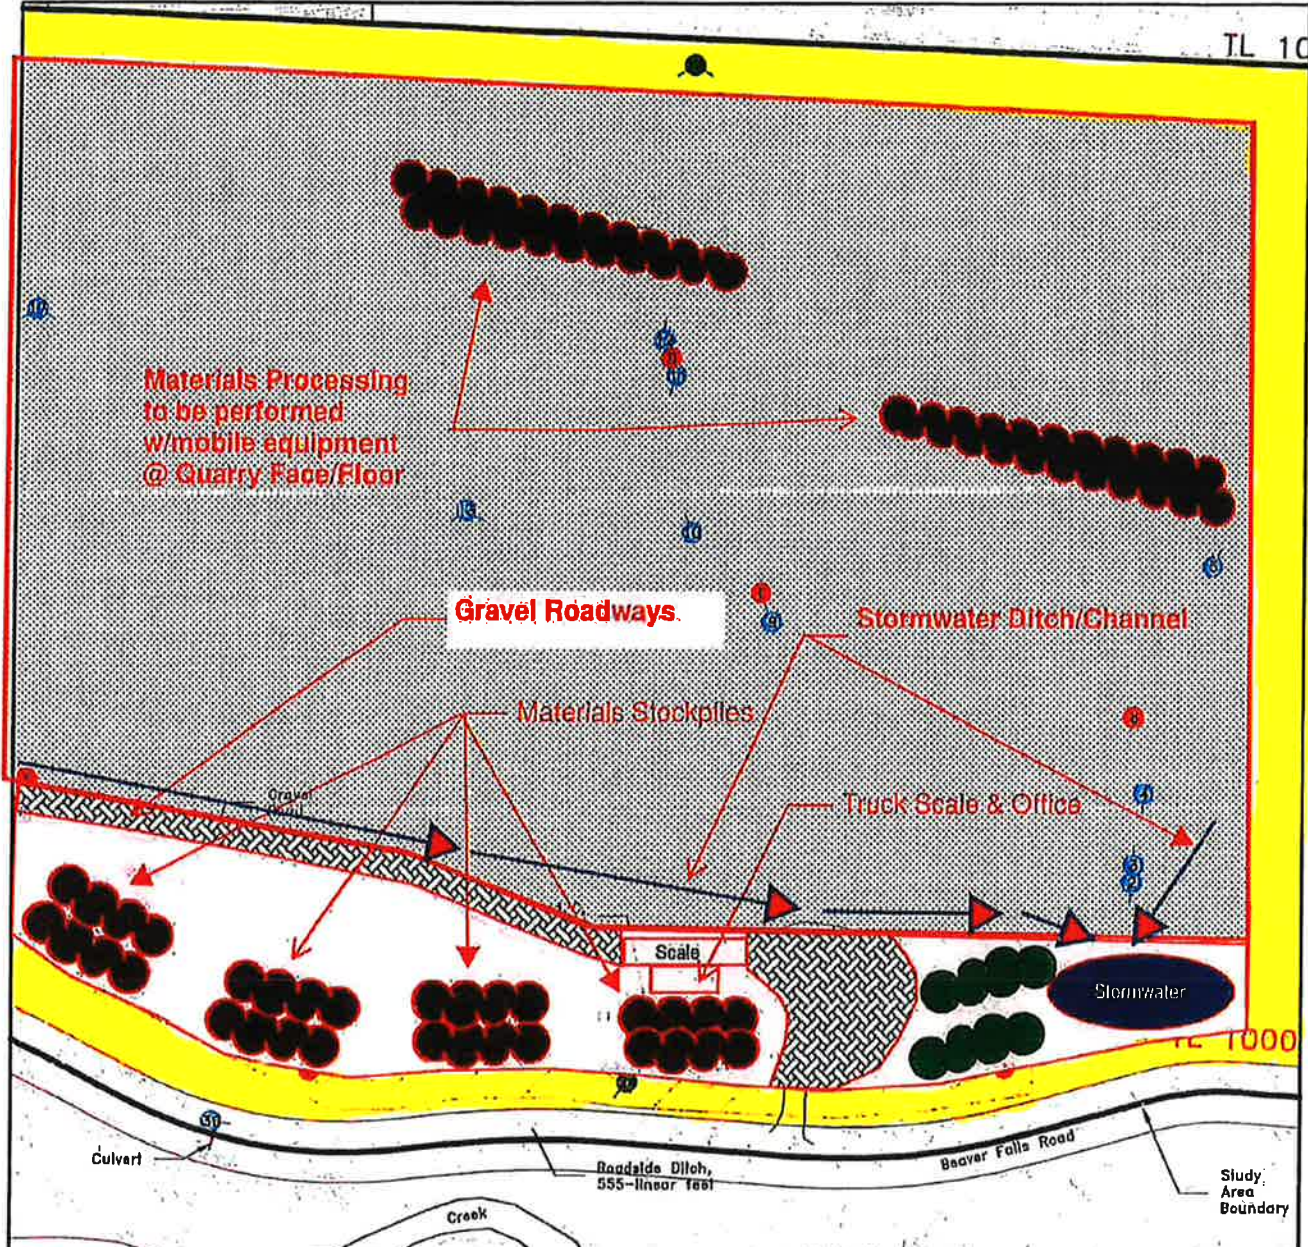 TL 10
Materials Processing
to be performed
w/mobile equipment
@ Quarry Face/Floor
Gravel Roadways
Stormwater Ditch/Channel
Materials Stockpiles
Truck Scale & Office
Scale
Stormwater
TL 1000
Culvert
Roadside Ditch,
555-linear feet
Beaver Falls Road
Study
Area
Boundary
Creek